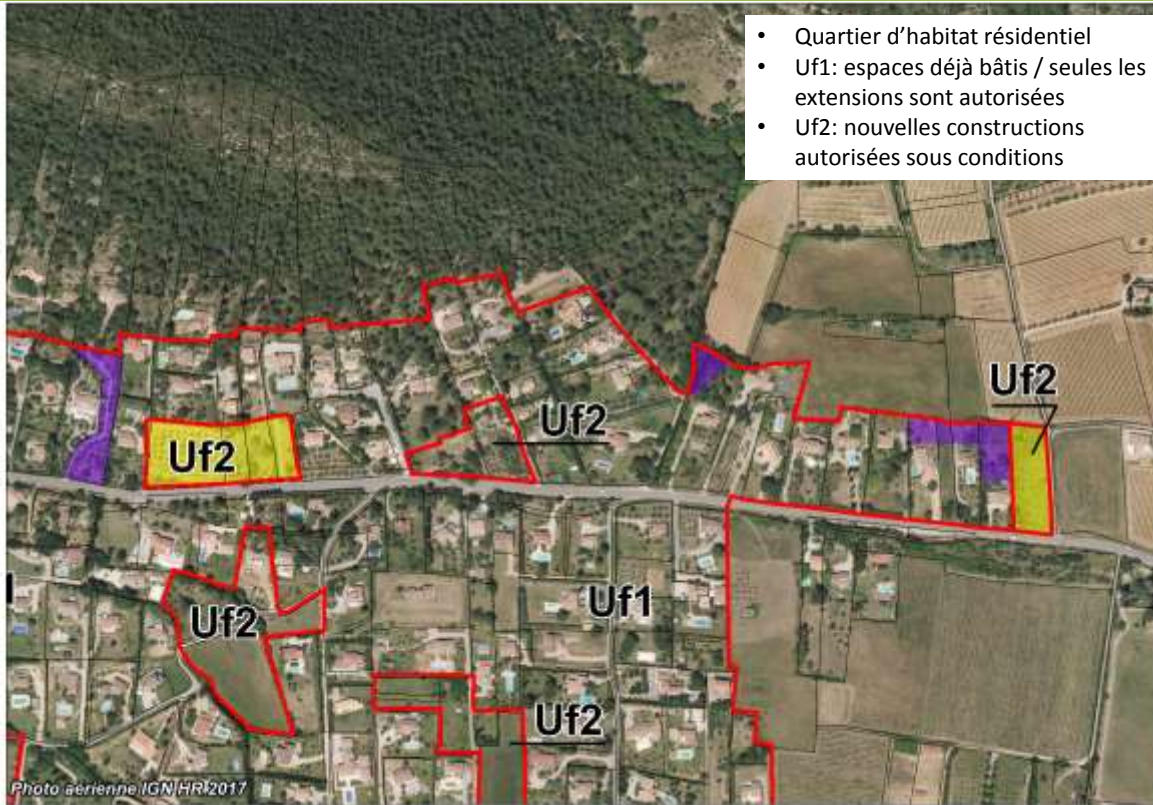 • Quartier d’habitat résidentiel
• Uf1: espaces déjà bâtis / seules les
extensions sont autorisées
• Uf2: nouvelles constructions
autorisées sous conditions
Uf2
Uf2
Uf2
Uf2
Uf1
Uf2
Photo aérienne IGN HR 2017